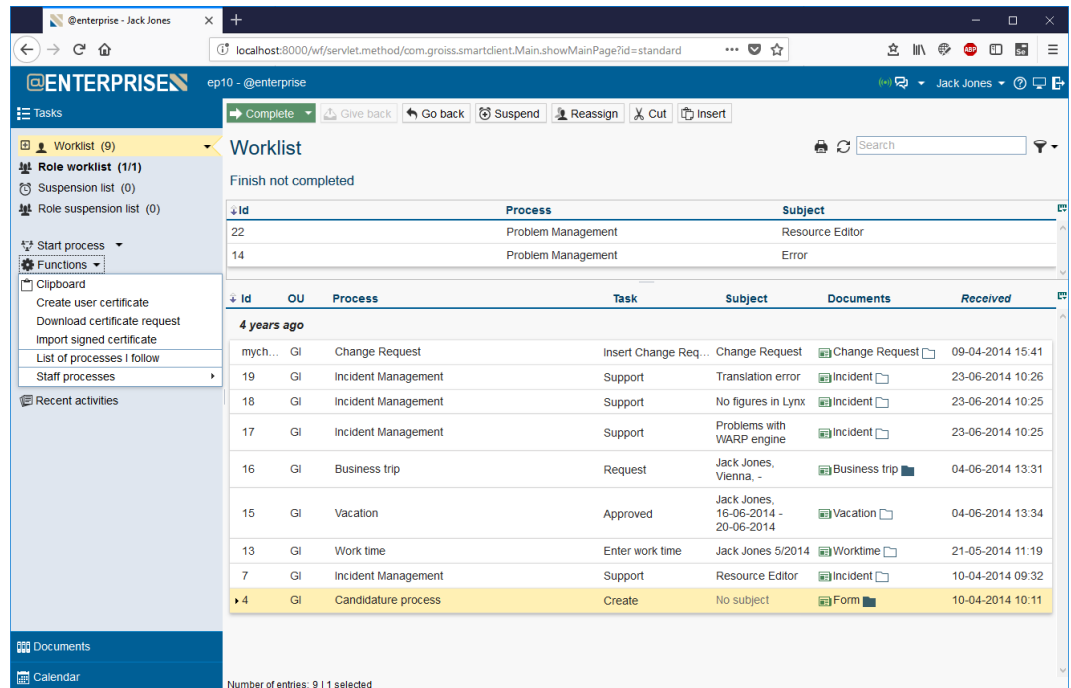 @enterprise - Jack Jones
localhost:8000/wf/servlet.method/com.groiss.smartclient.Main.showMainPage?id=standard
ABP
Se
@ENTERPRISE
ep10 - @enterprise
Jack Jones
Tasks
Complete Give back Go back Suspend Reassign Cut Insert
Worklist (9)
Role worklist (1/1)
Suspension list (0)
Role suspension list (0)
Start process
Functions
Clipboard
Create user certificate
Download certificate request
Import signed certificate
List of processes I follow
Staff processes
Recent activities
Documents
Calendar
Worklist
Search
Finish not completed
Id Process Subject
22 Problem Management Resource Editor
14 Problem Management Error
Id OU Process Task Subject Documents Received
4 years ago
mych... GI Change Request Insert Change Req... Change Request Change Request 09-04-2014 15:41
19 GI Incident Management Support Translation error Incident 23-06-2014 10:26
18 GI Incident Management Support No figures in Lynx Incident 23-06-2014 10:25
17 GI Incident Management Support Problems with WARP engine Incident 23-06-2014 10:25
16 GI Business trip Request Jack Jones, Vienna, - Business trip 04-06-2014 13:31
15 GI Vacation Approved Jack Jones, 16-06-2014 - 20-06-2014 Vacation 04-06-2014 13:34
13 GI Work time Enter work time Jack Jones 5/2014 Worktime 21-05-2014 11:19
7 GI Incident Management Support Resource Editor Incident 10-04-2014 09:32
4 GI Candidature process Create No subject Form 10-04-2014 10:11
Number of entries: 9 | 1 selected